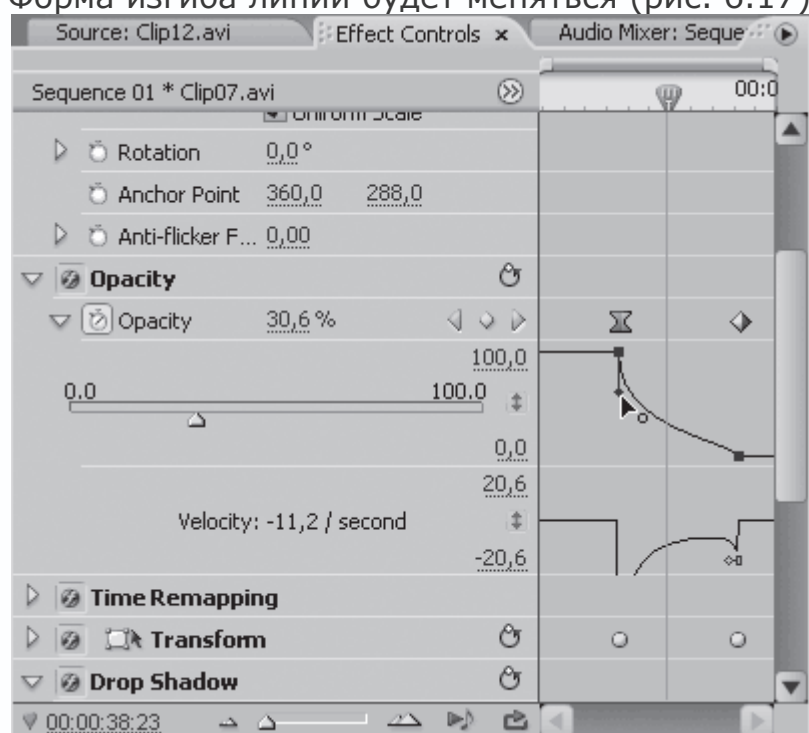 Форма изгиба линии будет меняться (рис. 6.17)
Source: Clip12.avi Effect Controls x Audio Mixer: Seque
Sequence 01 * Clip07.avi 00:0
Uniform Scale
Rotation 0,0°
Anchor Point 360,0 288,0
Anti-flicker F... 0,00
Opacity
Opacity 30,6 %
100,0
0.0 100.0
0,0
20,6
Velocity: -11,2 / second
-20,6
Time Remapping
Transform
Drop Shadow
00:00:38:23